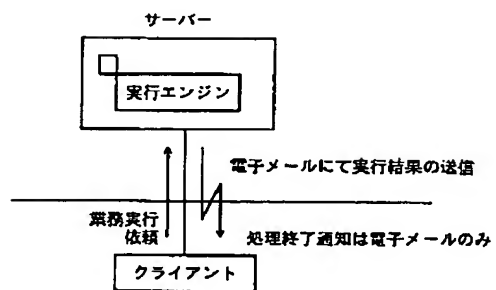 サーバー
実行エンジン
電子メールにて実行結果の送信
業務実行
依頼
処理終了通知は電子メールのみ
クライアント